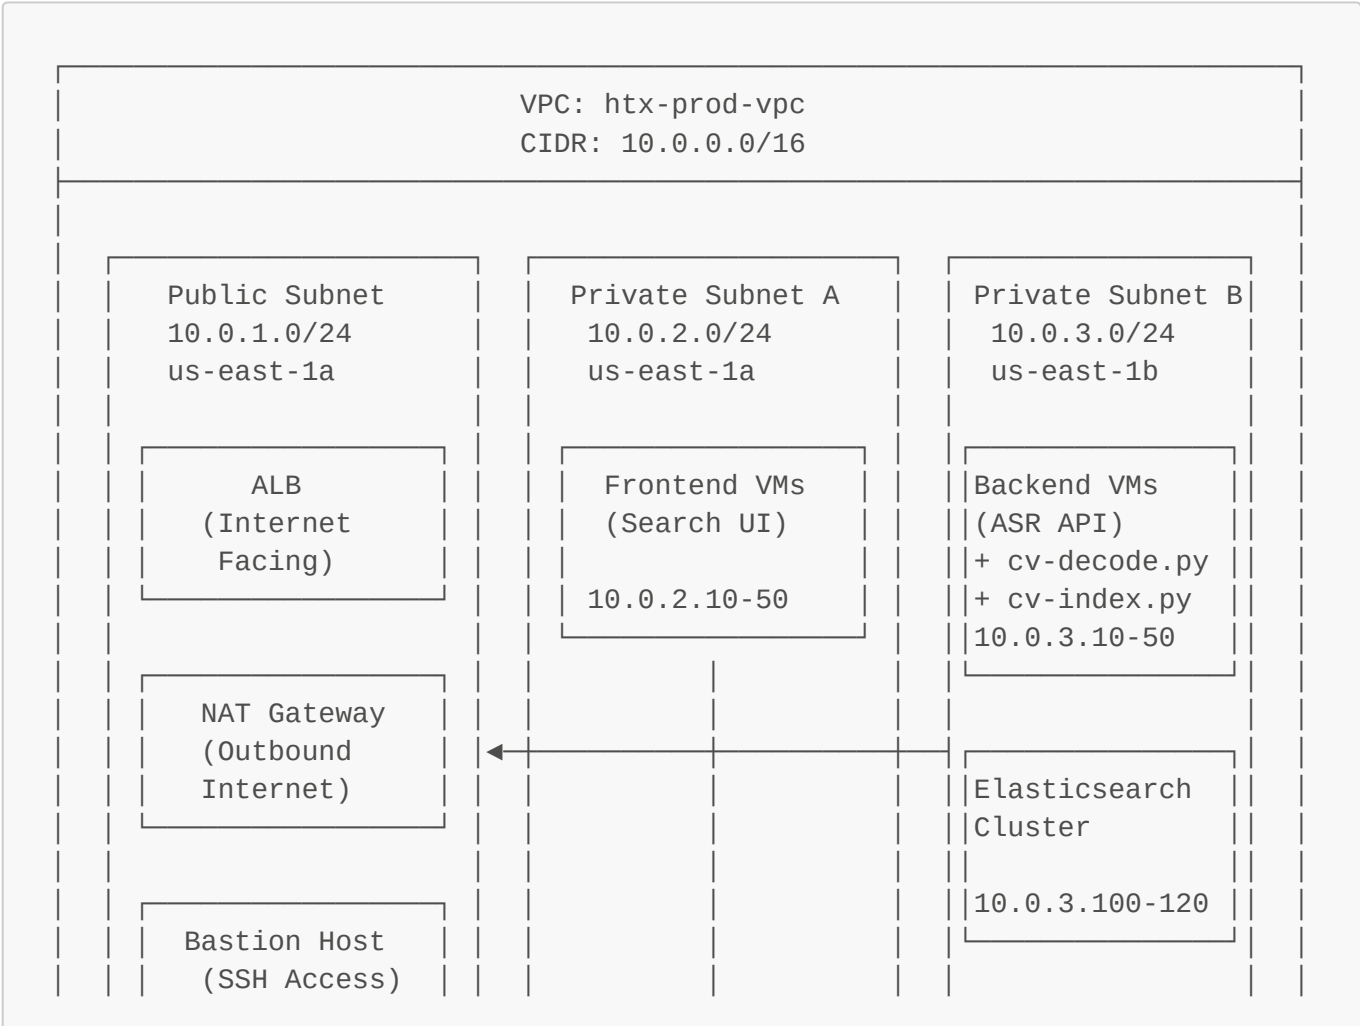 VPC: htx-prod-vpc
CIDR: 10.0.0.0/16
Public Subnet
10.0.1.0/24
us-east-1a
ALB
(Internet
Facing)
NAT Gateway
(Outbound
Internet)
Bastion Host
(SSH Access)
Private Subnet A
10.0.2.0/24
us-east-1a
Frontend VMs
(Search UI)
10.0.2.10-50
Private Subnet B
10.0.3.0/24
us-east-1b
Backend VMs
(ASR API)
+ cv-decode.py
+ cv-index.py
10.0.3.10-50
Elasticsearch
Cluster
10.0.3.100-120